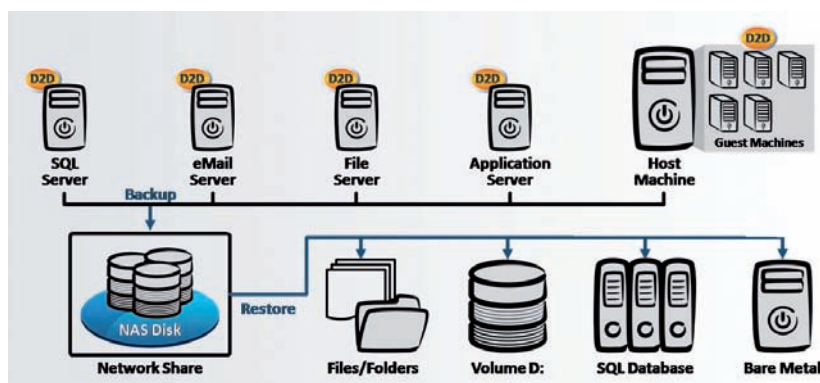 D2D
D2D
D2D
D2D
D2D
Guest Machines
SQL
Server
eMail
Server
File
Server
Application
Server
Host
Machine
Backup
NAS Disk
Restore
Network Share
Files/Folders
Volume D:
SQL Database
Bare Metal